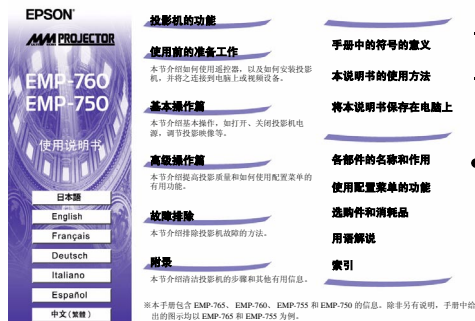 EPSON
MM PROJECTOR
EMP-760
EMP-750
使用说明书
日本語
English
Français
Deutsch
Italiano
Español
中文(繁體)
投影机的功能
使用前的准备工作
本节介绍如何使用遥控器，以及如何安装投影
机，并将之连接到电脑上或视频设备。
基本操作篇
本节介绍基本操作，如打开、关闭投影机电
源，调节投影映像等。
高级操作篇
本节介绍提高投影质量和如何使用配置菜单的
有用功能。
故障排除
本节介绍排除投影机故障的方法。
附录
本节介绍清洁投影机的步骤和其他有用信息。
手册中的符号的意义
本说明书的使用方法
将本说明书保存在电脑上
各部件的名称和作用
使用配置菜单的功能
选购件和消耗品
用语解说
索引
※本手册包含 EMP-765、EMP-760、EMP-755 和 EMP-750 的信息。除非另有说明，手册中给
出的图示均以 EMP-765 和 EMP-755 为例。